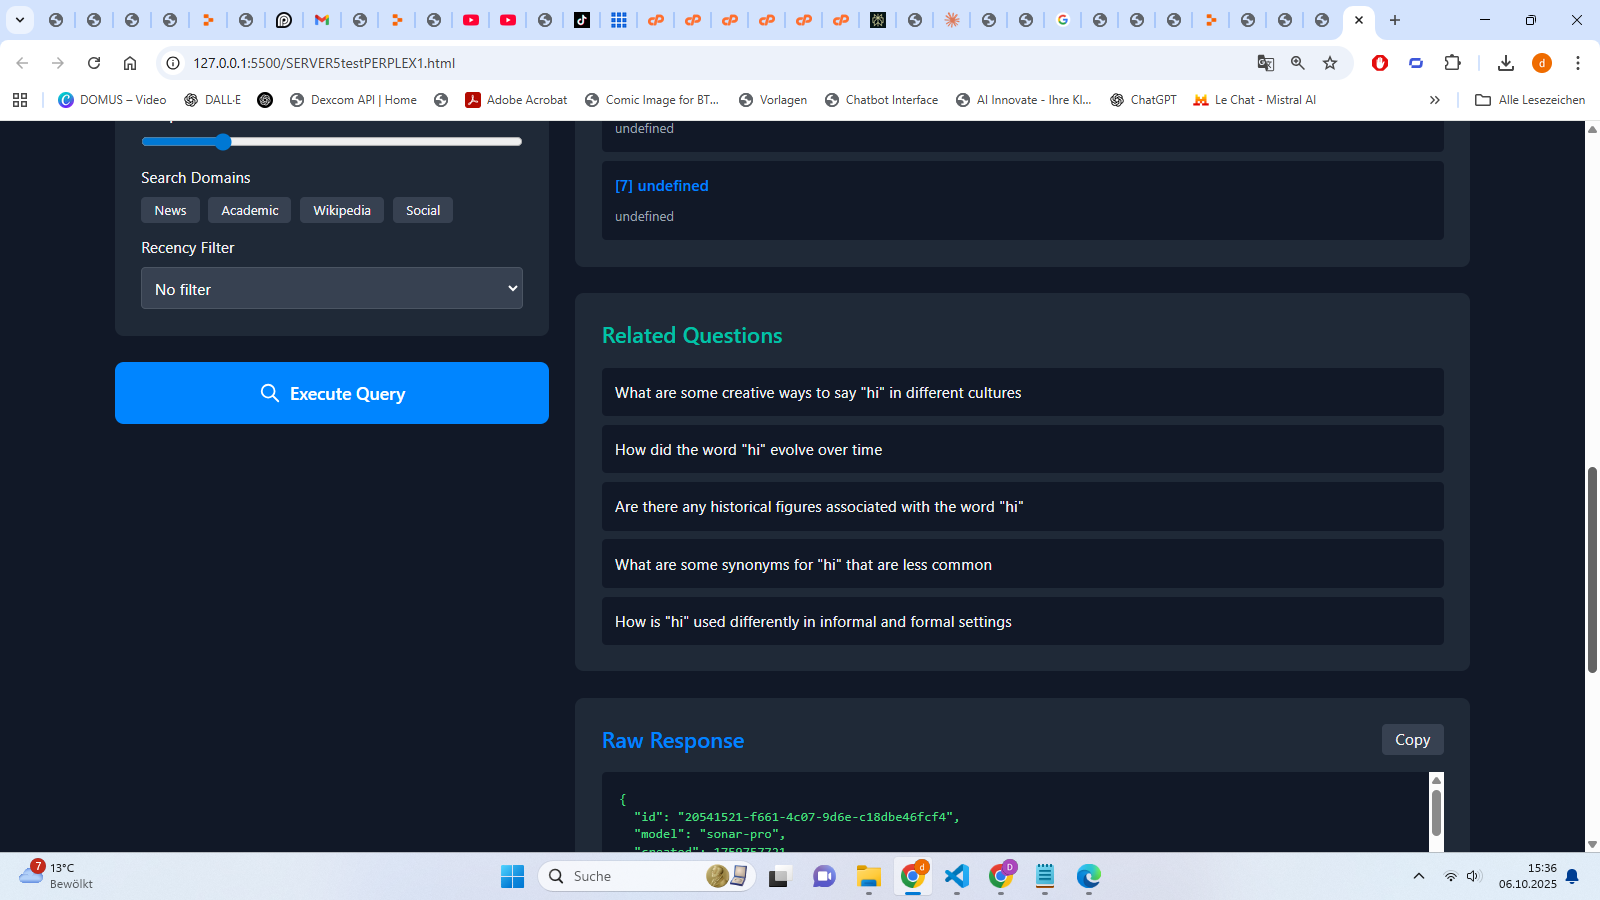 127.0.0.1:5500/SERVER5testPERPLEX1.html
d
DOMUS – Video
DALL·E
Dexcom API | Home
Adobe Acrobat
Comic Image for BT...
Vorlagen
Chatbot Interface
AI Innovate - Ihre KI...
ChatGPT
Le Chat - Mistral AI
Alle Lesezeichen
Search Domains
News
Academic
Wikipedia
Social
Recency Filter
No filter
Execute Query
undefined
[7] undefined
undefined
Related Questions
What are some creative ways to say "hi" in different cultures
How did the word "hi" evolve over time
Are there any historical figures associated with the word "hi"
What are some synonyms for "hi" that are less common
How is "hi" used differently in informal and formal settings
Raw Response
Copy
{
"id": "20541521-f661-4c07-9d6e-c18dbe46fcf4",
"model": "sonar-pro",
"created": 1759757721
7
13°C
Bewölkt
Suche
d
D
15:36
06.10.2025